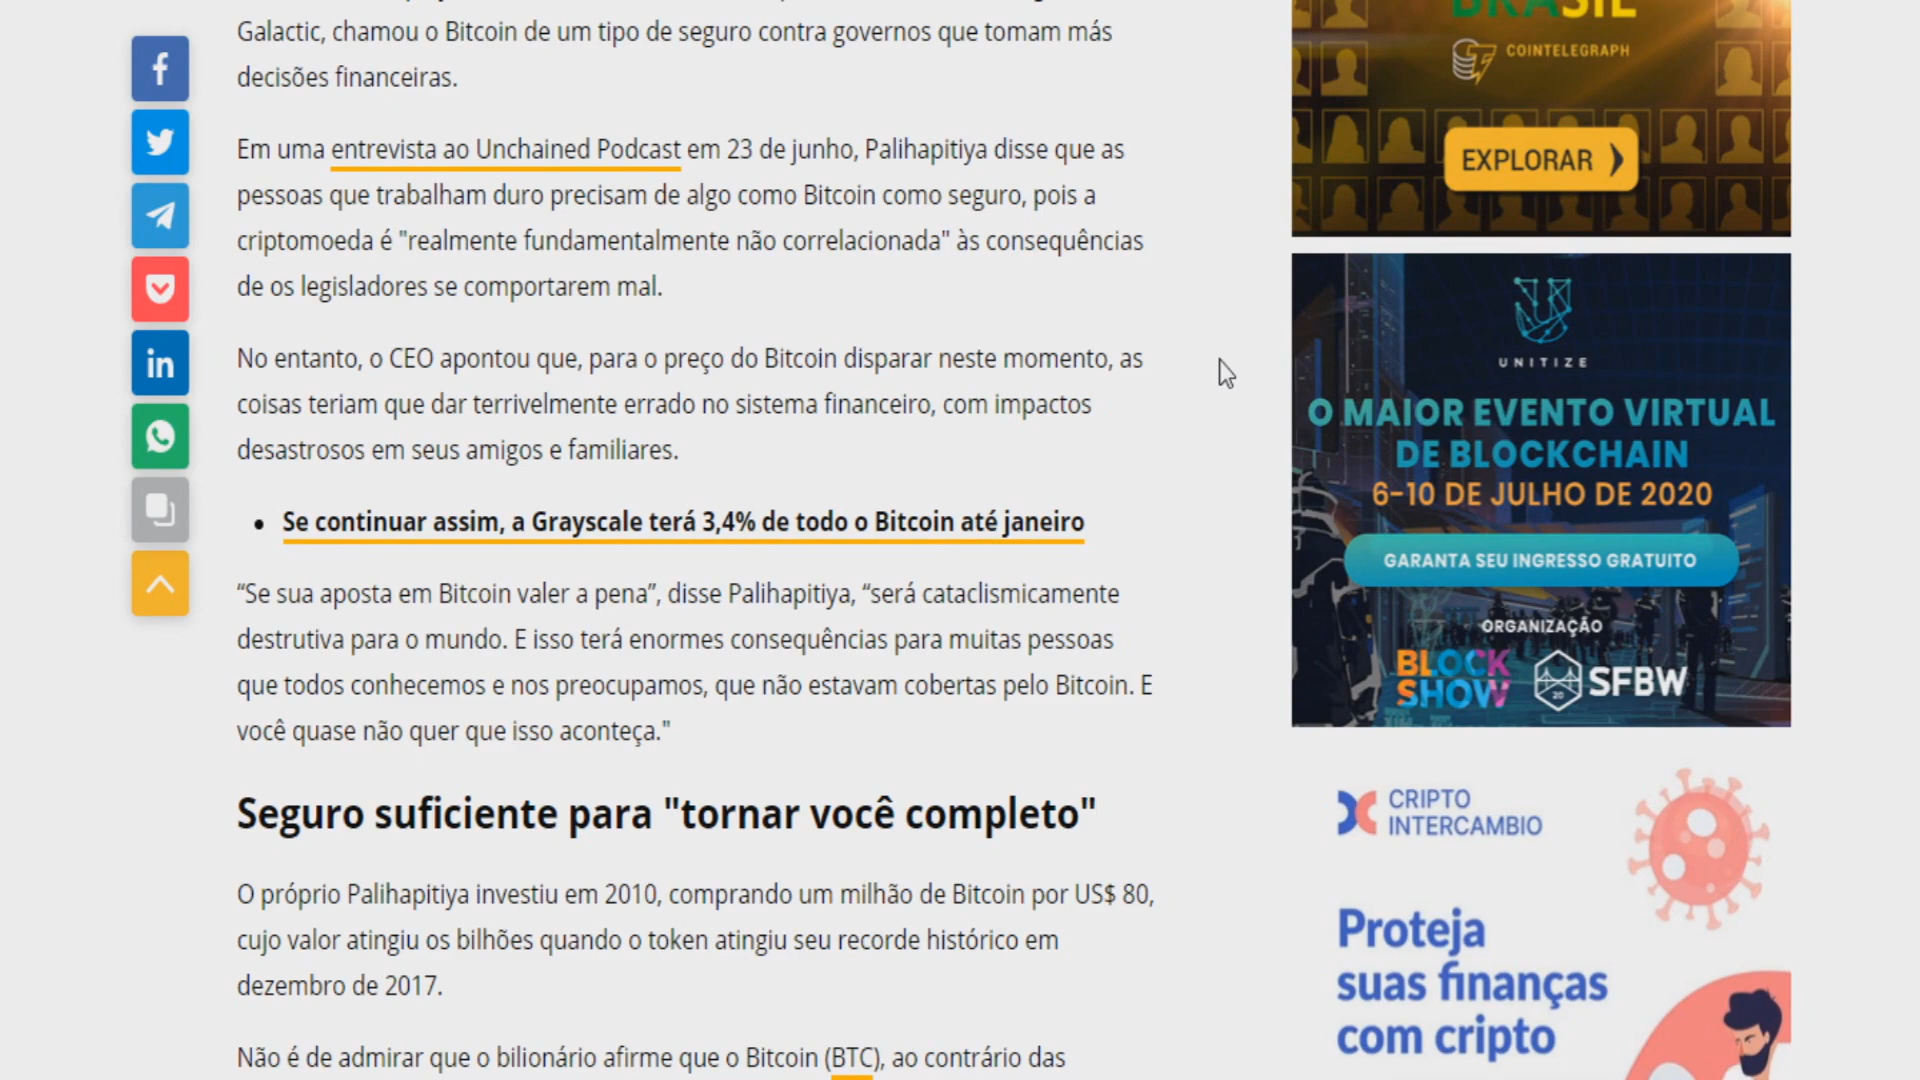 Galactic, chamou o Bitcoin de um tipo de seguro contra governos que tomam más
decisões financeiras.
Em uma entrevista ao Unchained Podcast em 23 de junho, Palihapitiya disse que as
pessoas que trabalham duro precisam de algo como Bitcoin como seguro, pois a
criptomoeda é "realmente fundamentalmente não correlacionada" às consequências
de os legisladores se comportarem mal.
No entanto, o CEO apontou que, para o preço do Bitcoin disparar neste momento, as
coisas teriam que dar terrivelmente errado no sistema financeiro, com impactos
desastrosos em seus amigos e familiares.
Se continuar assim, a Grayscale terá 3,4% de todo o Bitcoin até janeiro
“Se sua aposta em Bitcoin valer a pena”, disse Palihapitiya, “será cataclismicamente
destrutiva para o mundo. E isso terá enormes consequências para muitas pessoas
que todos conhecemos e nos preocupamos, que não estavam cobertas pelo Bitcoin. E
você quase não quer que isso aconteça."
Seguro suficiente para "tornar você completo"
O próprio Palihapitiya investiu em 2010, comprando um milhão de Bitcoin por US$ 80,
cujo valor atingiu os bilhões quando o token atingiu seu recorde histórico em
dezembro de 2017.
Não é de admirar que o bilionário afirme que o Bitcoin (BTC), ao contrário das
BRASIL
COINTELEGRAPH
EXPLORAR
UNITIZE
O MAIOR EVENTO VIRTUAL
DE BLOCKCHAIN
6-10 DE JULHO DE 2020
GARANTA SEU INGRESSO GRATUITO
ORGANIZAÇÃO
BLOCK
SHOW
20
SFBW
CRIPTO
INTERCAMBIO
Proteja
suas finanças
com cripto